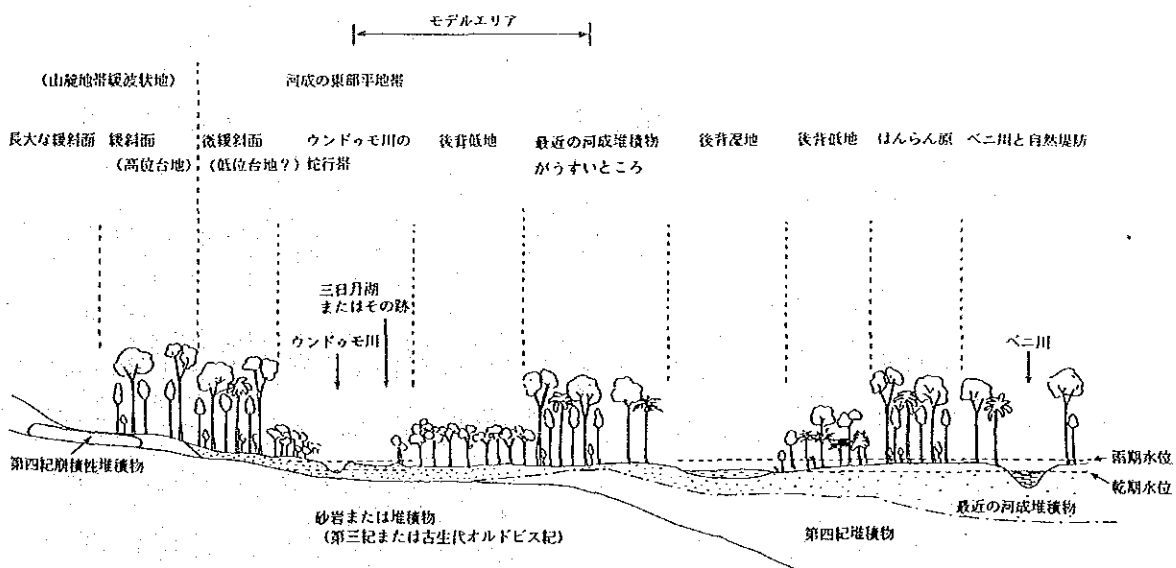 モデルエリア
(山麓地帯緩波状地)
河成の東部平地帯
長大な緩斜面
緩斜面
(高位台地)
微緩斜面
(低位台地?)
ウンドゥモ川の
蛇行帯
後背低地
最近の河成堆積物
がうすいところ
後背湿地
後背低地
はんらん原
ベニ川と自然堤防
三日月湖
またはその跡
ウンドゥモ川
ベニ川
第四紀崩積性堆積物
雨期水位
乾期水位
最近の河成堆積物
砂岩または堆積物
(第三紀または古生代オルドビス紀)
第四紀堆積物